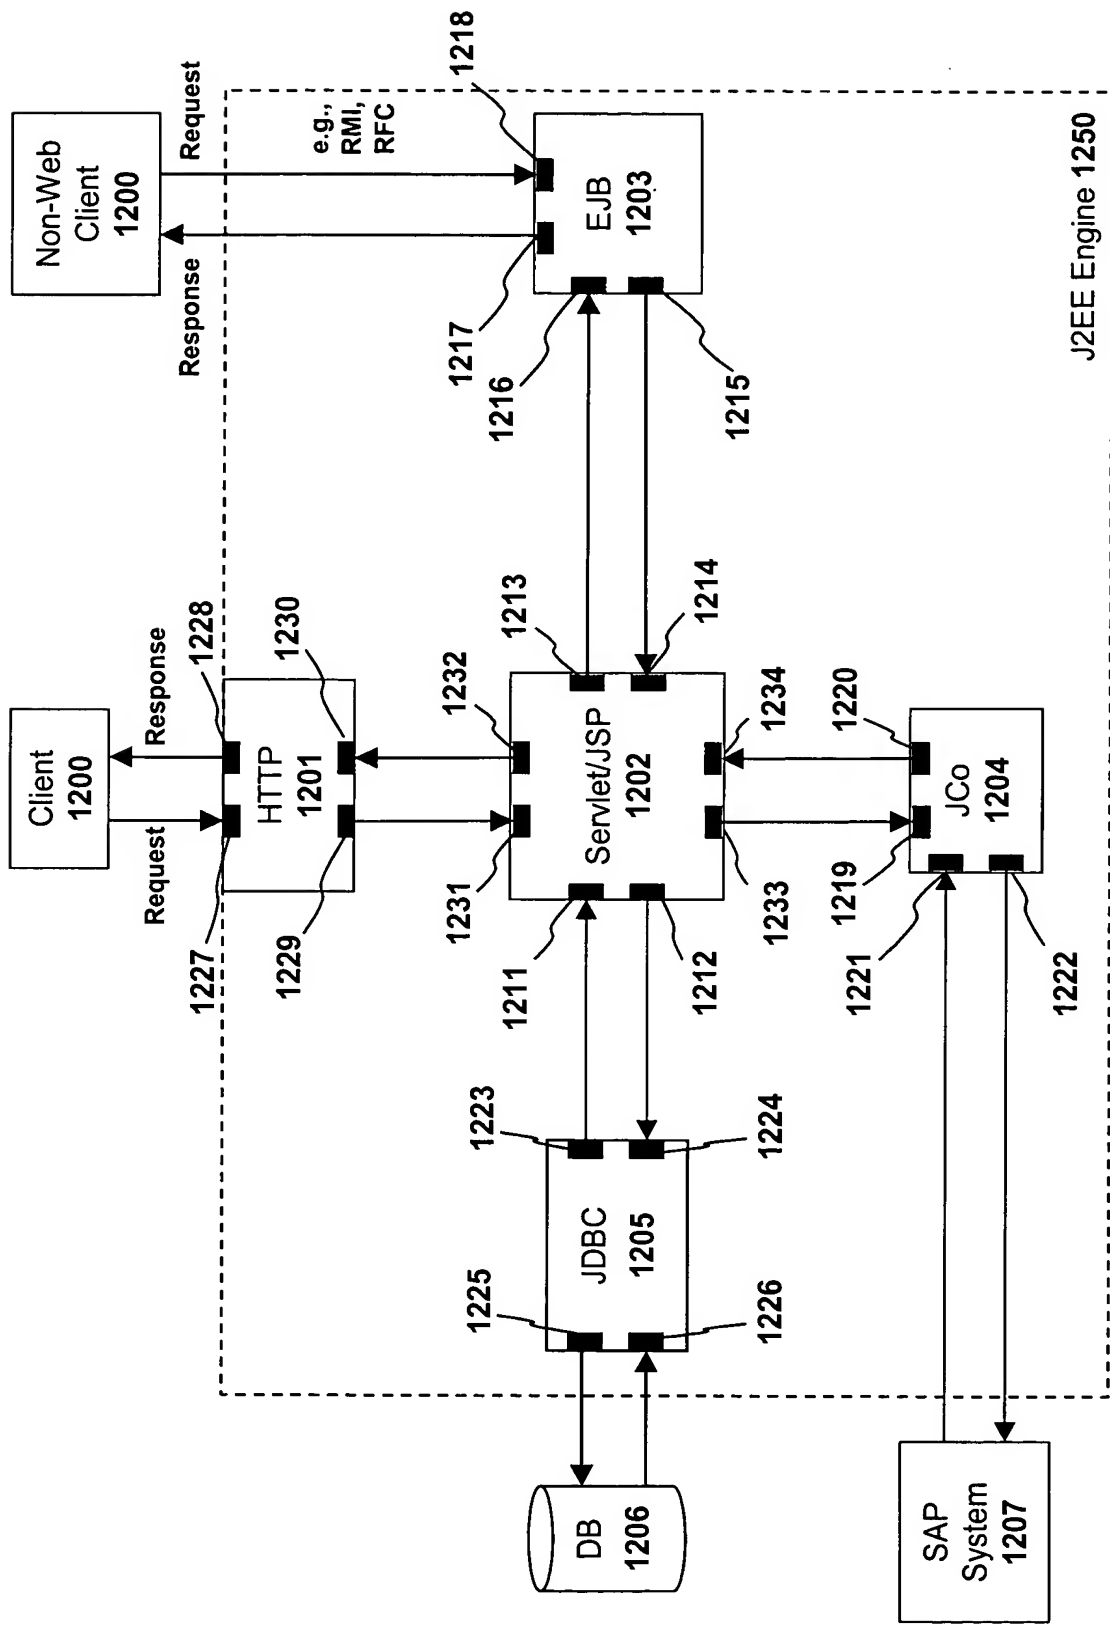 Client
1200
Non-Web
Client
1200
Request
Response
Response
Request
e.g.,
RMI,
RFC
1227
1228
HTTP
1201
1229
1230
1217
1218
1231
1232
1213
1216
EJB
1203
1211
1223
1225
DB
1206
JDBC
1205
Servlet/JSP
1202
1226
1224
1212
1214
1215
1233
1234
1221
1219
1220
JCo
1204
1222
SAP
System
1207
J2EE Engine 1250